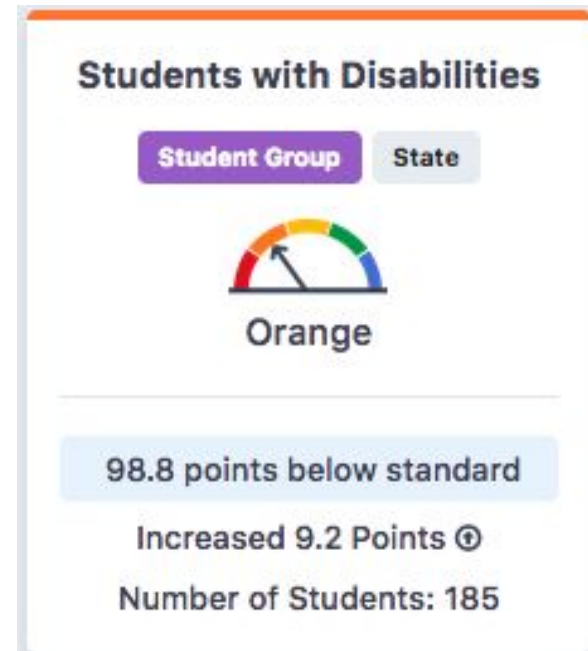 Students with Disabilities
Student Group State
Orange
98.8 points below standard
Increased 9.2 Points
Number of Students: 185